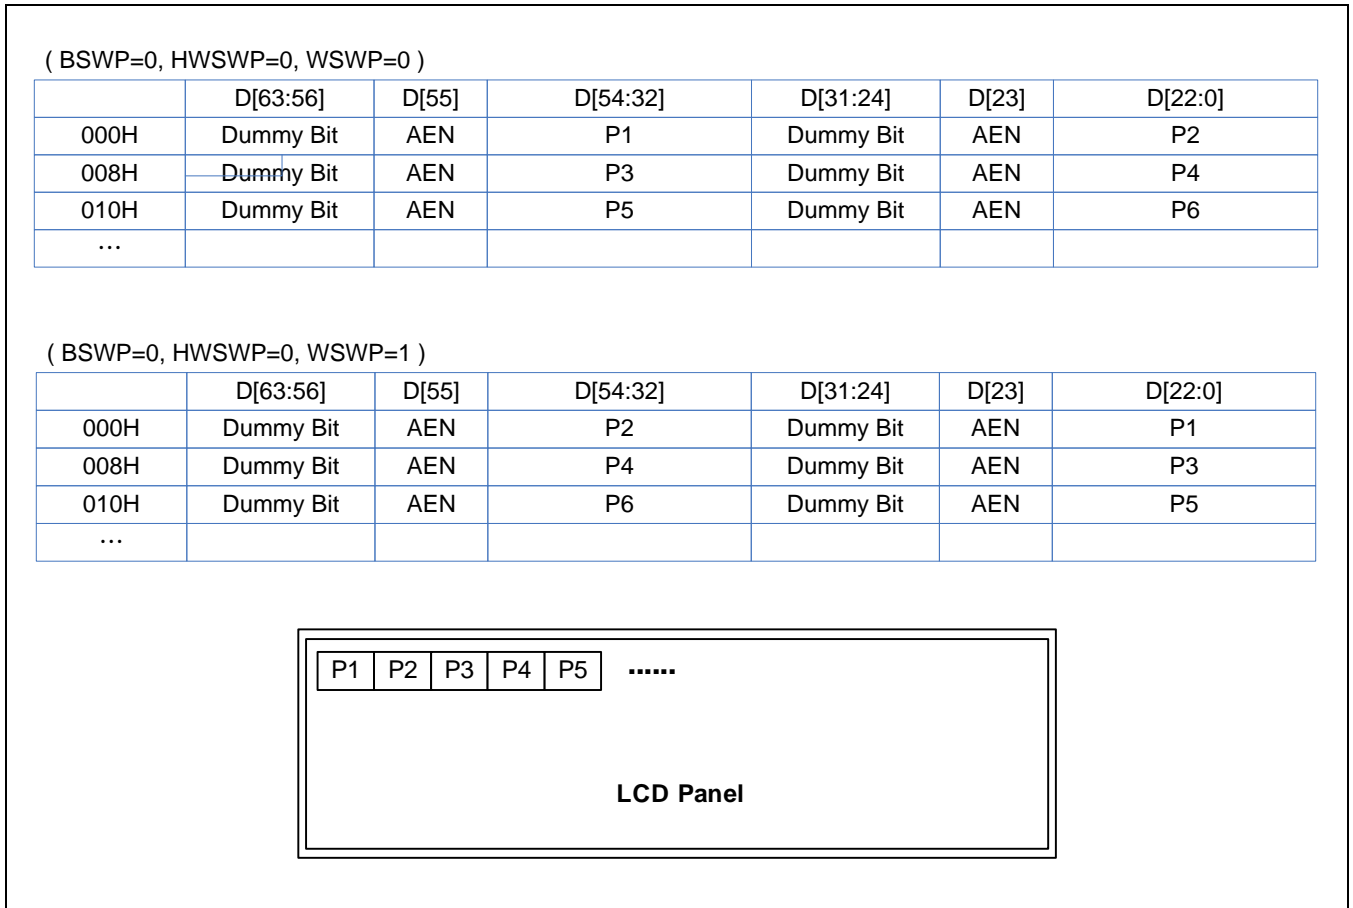 ( BSWP=0, HWSWP=0, WSWP=0 )
D[63:56] D[55] D[54:32] D[31:24] D[23] D[22:0]
000H Dummy Bit AEN P1 Dummy Bit AEN P2
008H Dummy Bit AEN P3 Dummy Bit AEN P4
010H Dummy Bit AEN P5 Dummy Bit AEN P6
…
( BSWP=0, HWSWP=0, WSWP=1 )
D[63:56] D[55] D[54:32] D[31:24] D[23] D[22:0]
000H Dummy Bit AEN P2 Dummy Bit AEN P1
008H Dummy Bit AEN P4 Dummy Bit AEN P3
010H Dummy Bit AEN P6 Dummy Bit AEN P5
…
P1 P2 P3 P4 P5 ......
LCD Panel